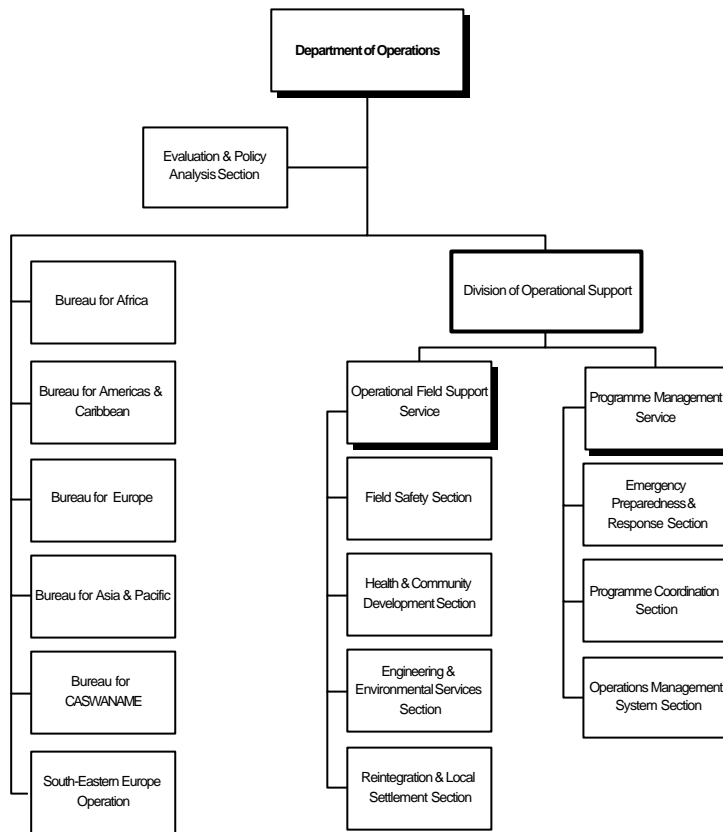 Department of Operations
Evaluation & Policy
Analysis Section
Bureau for Africa
Bureau for Americas &
Caribbean
Bureau for Europe
Bureau for Asia & Pacific
Bureau for
CASWANAME
South-Eastern Europe
Operation
Division of Operational Support
Operational Field Support
Service
Field Safety Section
Health & Community
Development Section
Engineering &
Environmental Services
Section
Reintegration & Local
Settlement Section
Programme Management
Service
Emergency
Preparedness &
Response Section
Programme Coordination
Section
Operations Management
System Section